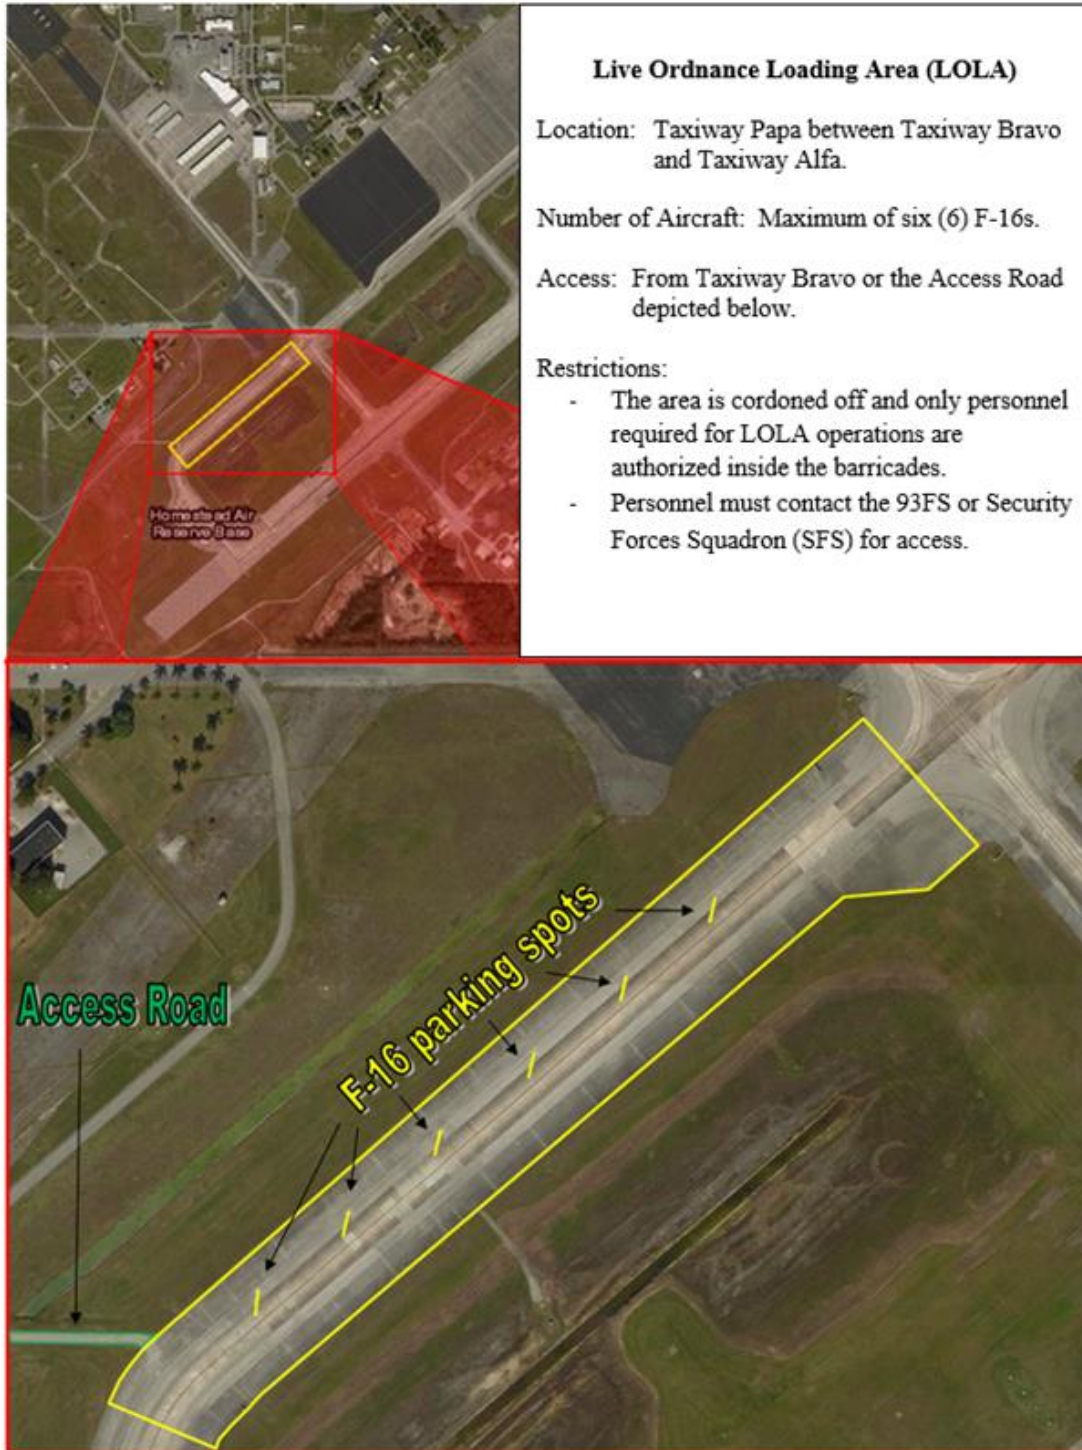 Live Ordnance Loading Area (LOLA)
Location: Taxiway Papa between Taxiway Bravo
and Taxiway Alfa.
Number of Aircraft: Maximum of six (6) F-16s.
Access: From Taxiway Bravo or the Access Road
depicted below.
Restrictions:
- The area is cordoned off and only personnel
required for LOLA operations are
authorized inside the barricades.
- Personnel must contact the 93FS or Security
Forces Squadron (SFS) for access.
Homestead Air
Reserve Base
F-16 parking spots
Access Road